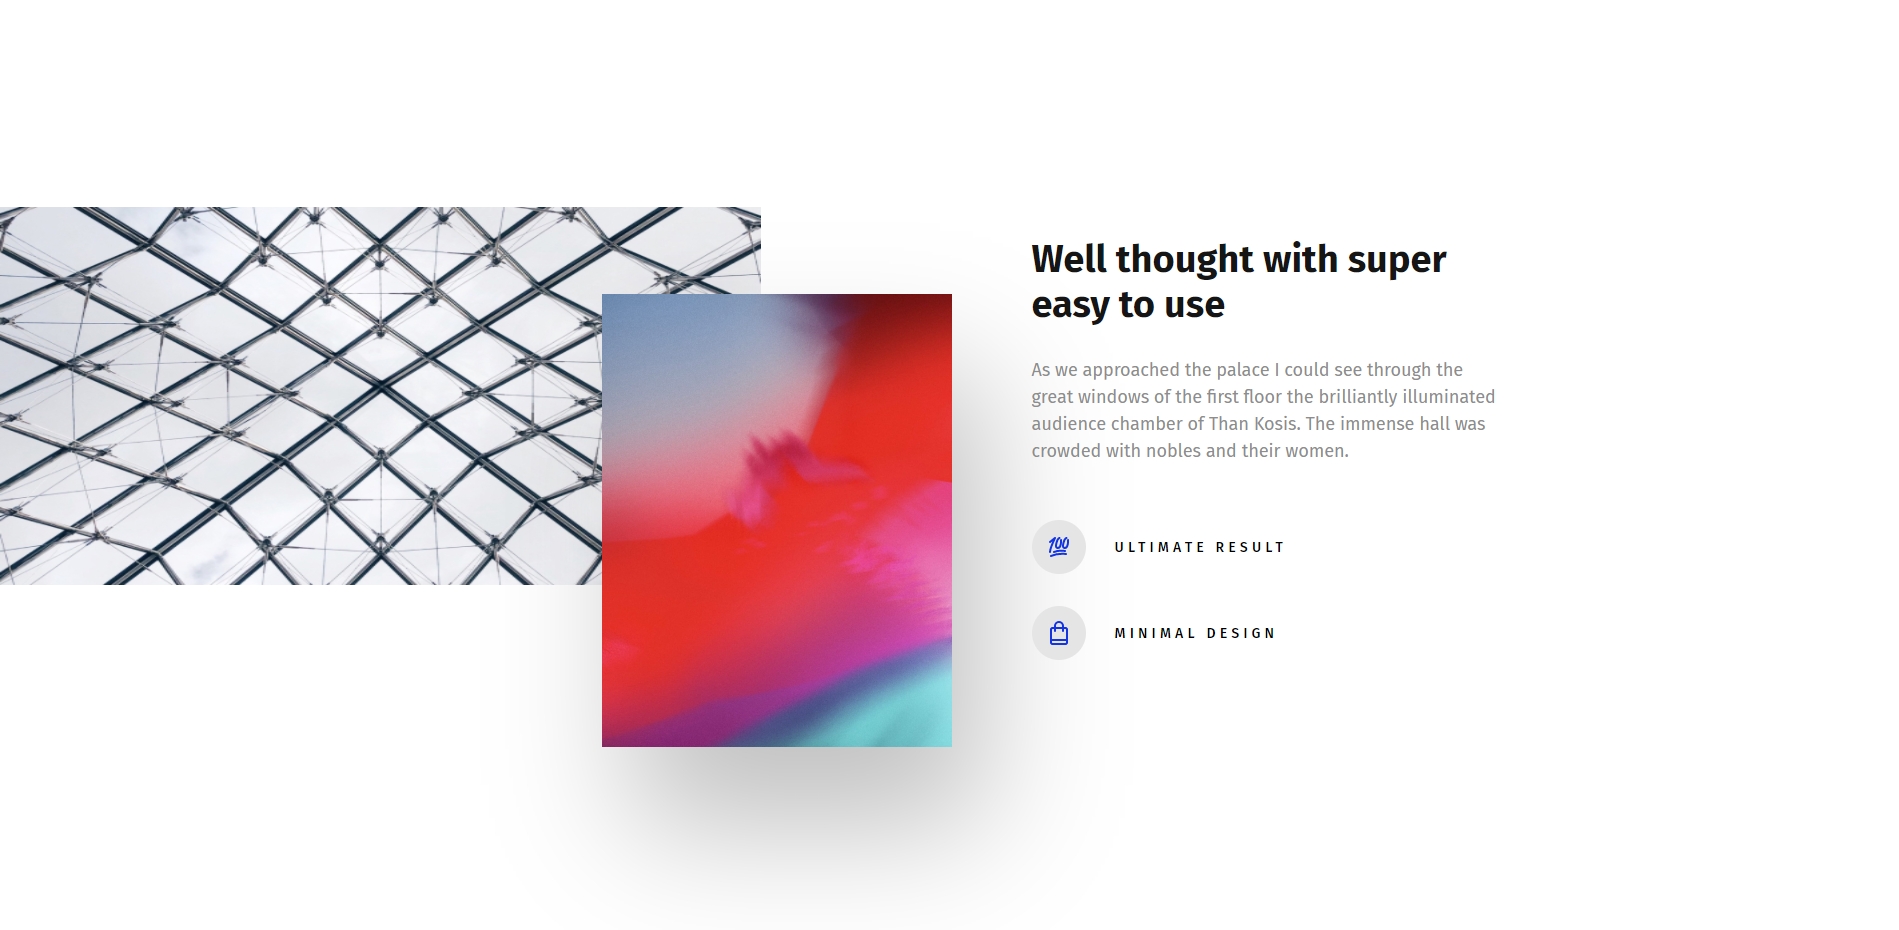 Well thought with super
easy to use
As we approached the palace I could see through the
great windows of the first floor the brilliantly illuminated
audience chamber of Than Kosis. The immense hall was
crowded with nobles and their women.
100
ULTIMATE RESULT
MINIMAL DESIGN